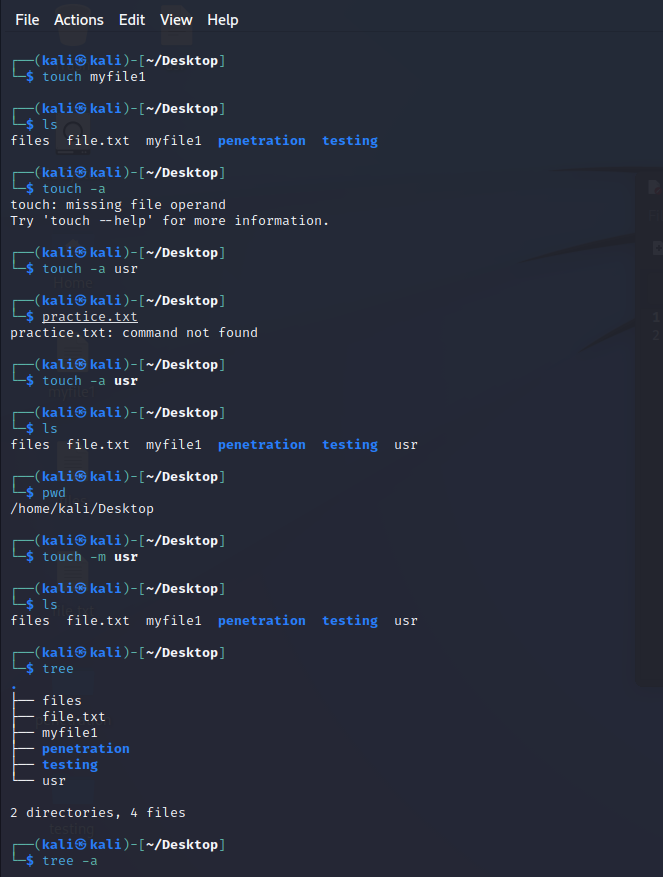 File Actions Edit View Help
┌──(kali㉿kali)-[~/Desktop]
└─$ touch myfile1
┌──(kali㉿kali)-[~/Desktop]
└─$ ls
files  file.txt  myfile1  penetration  testing
┌──(kali㉿kali)-[~/Desktop]
└─$ touch -a
touch: missing file operand
Try 'touch --help' for more information.
┌──(kali㉿kali)-[~/Desktop]
└─$ touch -a usr
┌──(kali㉿kali)-[~/Desktop]
└─$ practice.txt
practice.txt: command not found
┌──(kali㉿kali)-[~/Desktop]
└─$ touch -a usr
┌──(kali㉿kali)-[~/Desktop]
└─$ ls
files  file.txt  myfile1  penetration  testing  usr
┌──(kali㉿kali)-[~/Desktop]
└─$ pwd
/home/kali/Desktop
┌──(kali㉿kali)-[~/Desktop]
└─$ touch -m usr
┌──(kali㉿kali)-[~/Desktop]
└─$ ls
files  file.txt  myfile1  penetration  testing  usr
┌──(kali㉿kali)-[~/Desktop]
└─$ tree
.
├── files
├── file.txt
├── myfile1
├── penetration
├── testing
└── usr
2 directories, 4 files
┌──(kali㉿kali)-[~/Desktop]
└─$ tree -a